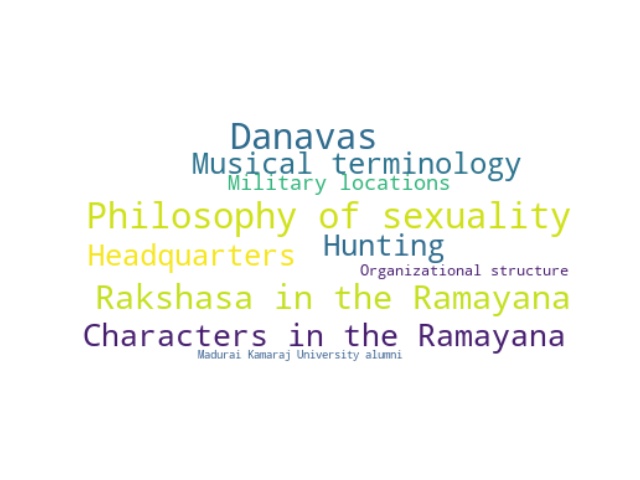 Danavas
Musical terminology
Military locations
Philosophy of sexuality
Headquarters
Hunting
Organizational structure
Rakshasa in the Ramayana
Characters in the Ramayana
Madurai Kamaraj University alumni